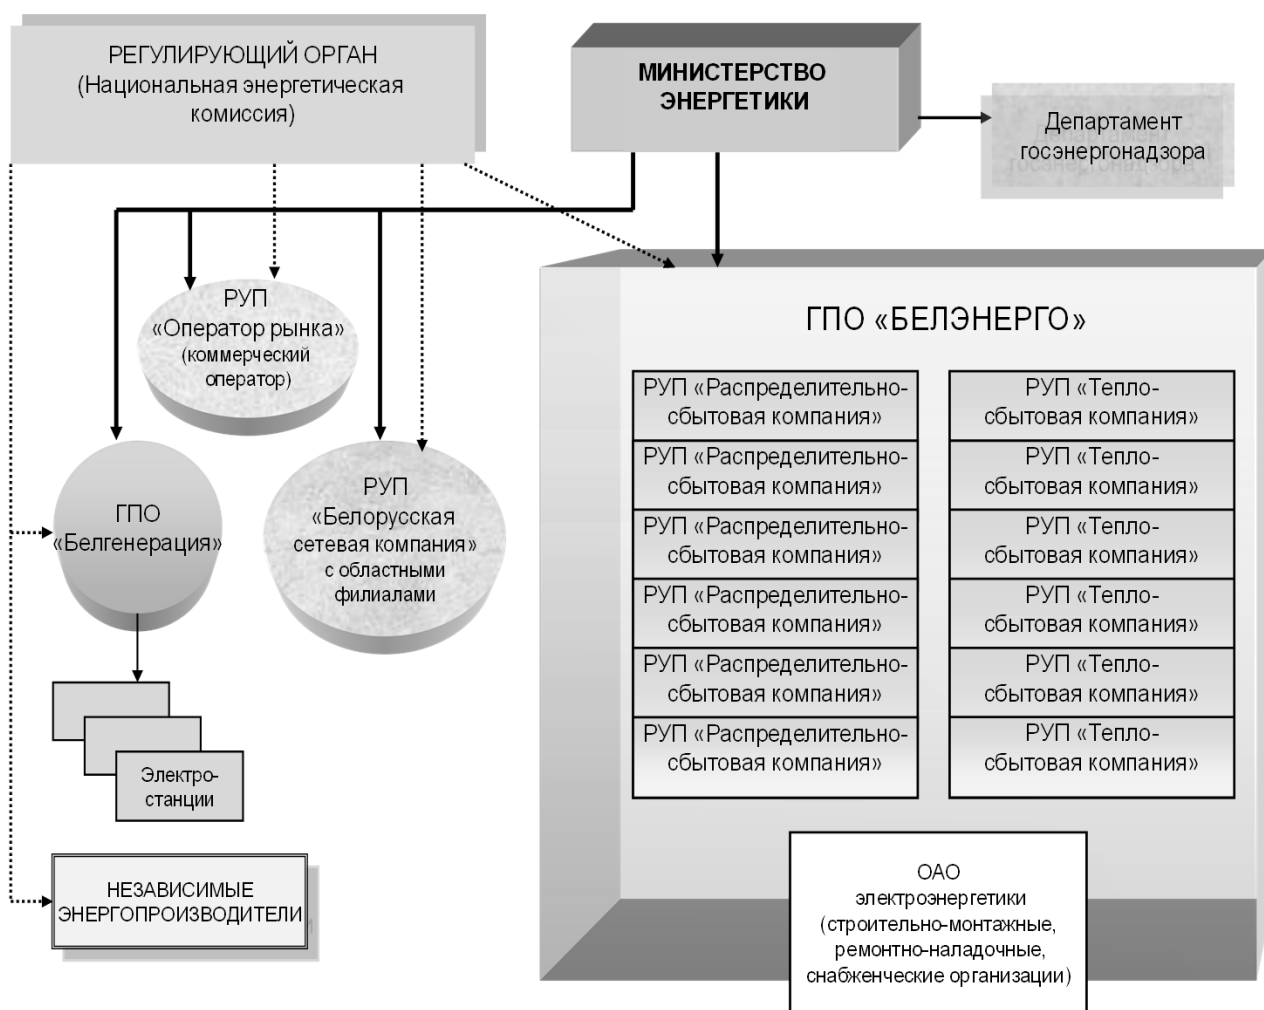 РЕГУЛИРУЮЩИЙ ОРГАН
(Национальная энергетическая
комиссия)
МИНИСТЕРСТВО
ЭНЕРГЕТИКИ
Департамент
госэнергонадзора
РУП
«Оператор рынка»
(коммерческий
оператор)
ГПО
«Белгенерация»
РУП
«Белорусская
сетевая компания»
с областными
филиалами
Электро-
станции
НЕЗАВИСИМЫЕ
ЭНЕРГОПРОИЗВОДИТЕЛИ
ГПО «БЕЛЭНЕРГО»
РУП «Распределительно-
сбытовая компания»
РУП «Распределительно-
сбытовая компания»
РУП «Распределительно-
сбытовая компания»
РУП «Распределительно-
сбытовая компания»
РУП «Распределительно-
сбытовая компания»
РУП «Распределительно-
сбытовая компания»
РУП «Тепло-
сбытовая компания»
РУП «Тепло-
сбытовая компания»
РУП «Тепло-
сбытовая компания»
РУП «Тепло-
сбытовая компания»
РУП «Тепло-
сбытовая компания»
РУП «Тепло-
сбытовая компания»
ОАО
электроэнергетики
(строительно-монтажные,
ремонтно-наладочные,
снабженческие организации)